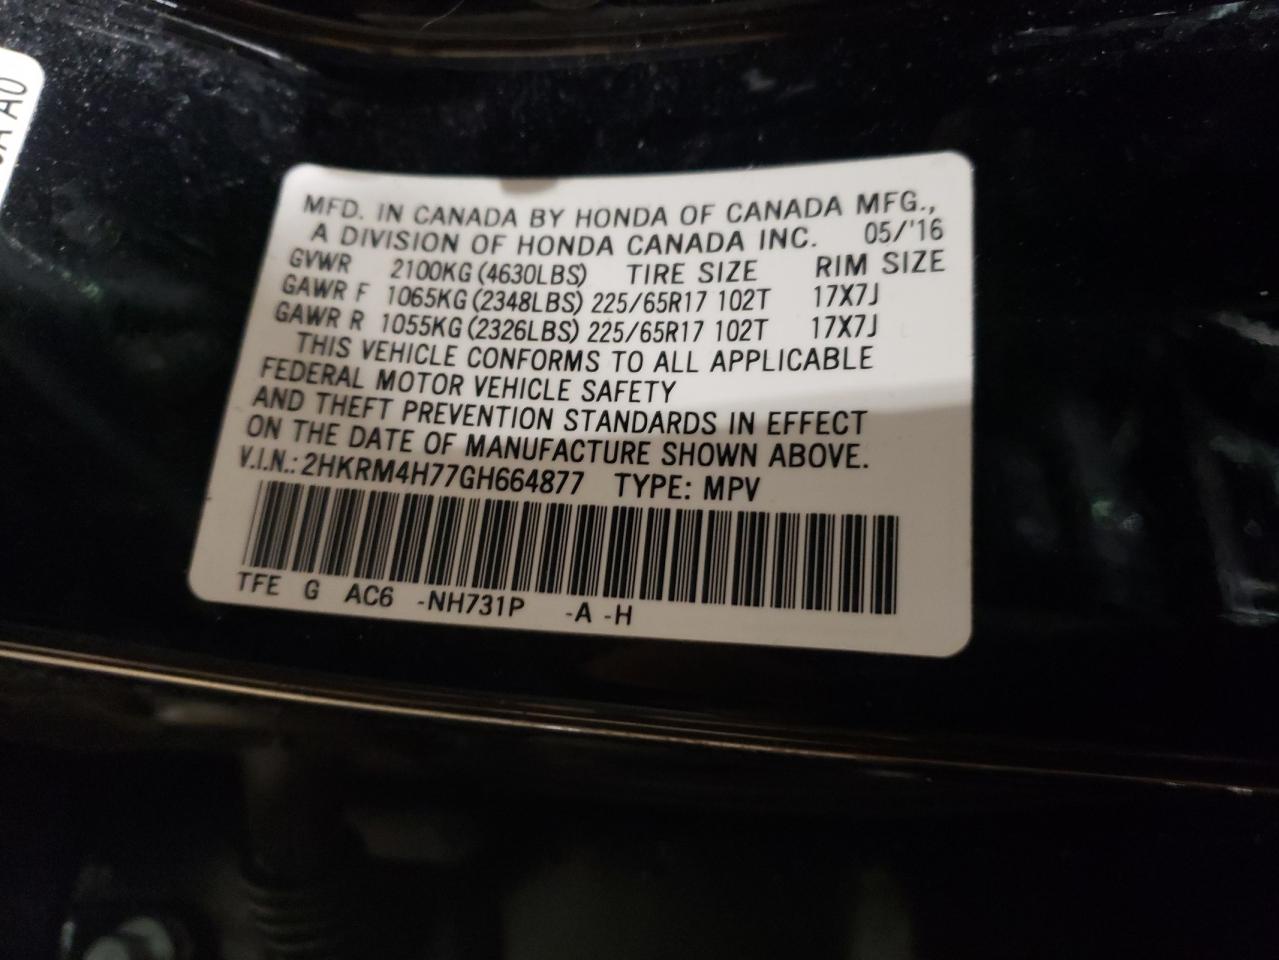 A A0
MFD. IN CANADA BY HONDA OF CANADA MFG.,
A DIVISION OF HONDA CANADA INC. 05/'16
GVWR 2100KG (4630LBS) TIRE SIZE RIM SIZE
GAWR F 1065KG (2348LBS) 225/65R17 102T 17X7J
GAWR R 1055KG (2326LBS) 225/65R17 102T 17X7J
THIS VEHICLE CONFORMS TO ALL APPLICABLE
FEDERAL MOTOR VEHICLE SAFETY
AND THEFT PREVENTION STANDARDS IN EFFECT
ON THE DATE OF MANUFACTURE SHOWN ABOVE.
V.I.N.: 2HKRM4H77GH664877 TYPE: MPV
TFE G AC6 -NH731P -A -H